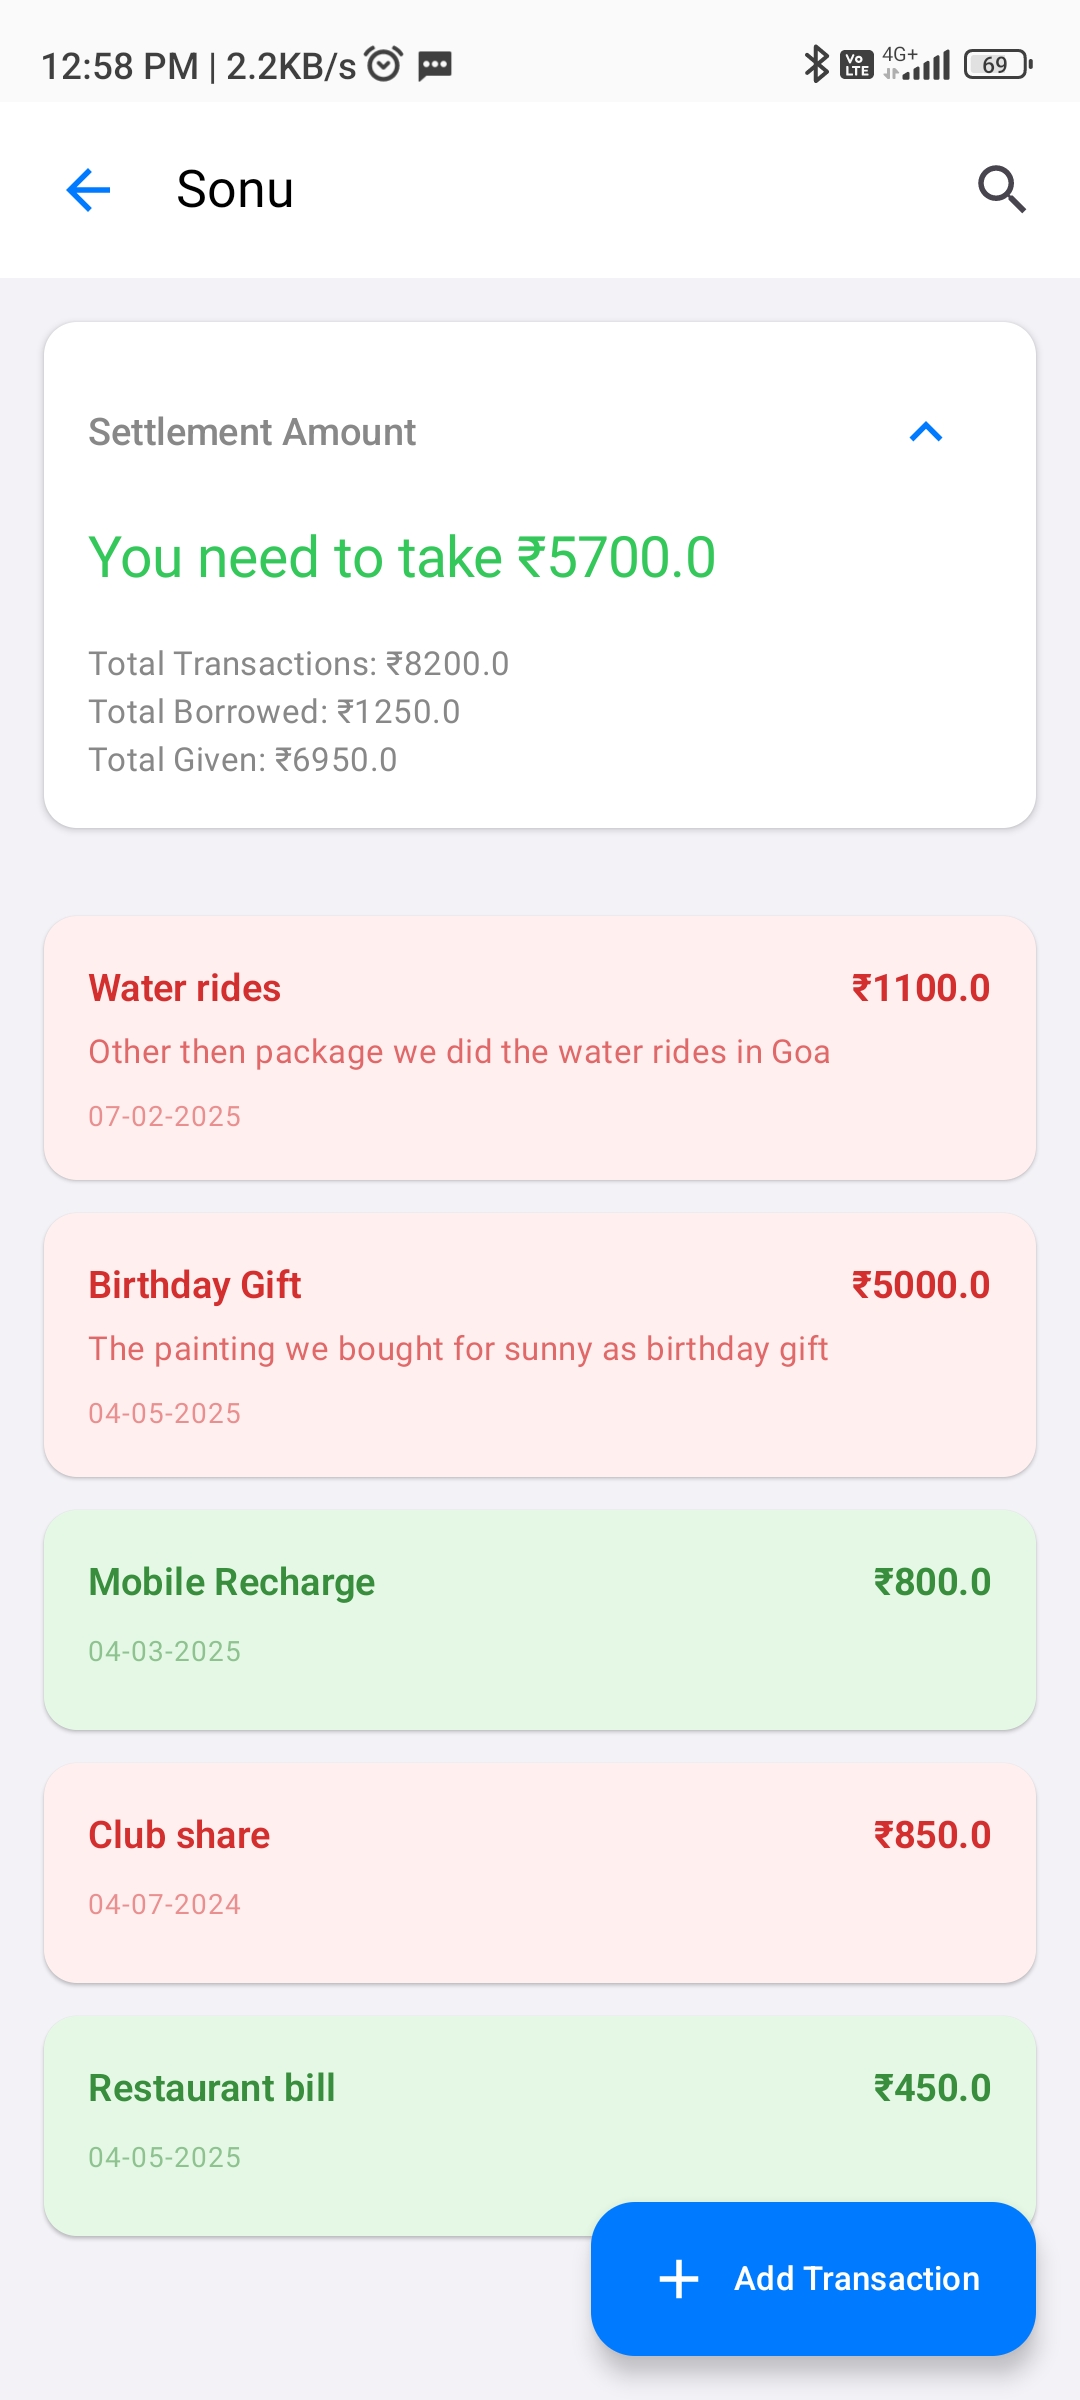 12:58 PM | 2.2KB/s
Vo LTE 4G+ 69
Sonu
Settlement Amount
You need to take ₹5700.0
Total Transactions: ₹8200.0
Total Borrowed: ₹1250.0
Total Given: ₹6950.0
Water rides ₹1100.0
Other then package we did the water rides in Goa
07-02-2025
Birthday Gift ₹5000.0
The painting we bought for sunny as birthday gift
04-05-2025
Mobile Recharge ₹800.0
04-03-2025
Club share ₹850.0
04-07-2024
Restaurant bill ₹450.0
04-05-2025
Add Transaction